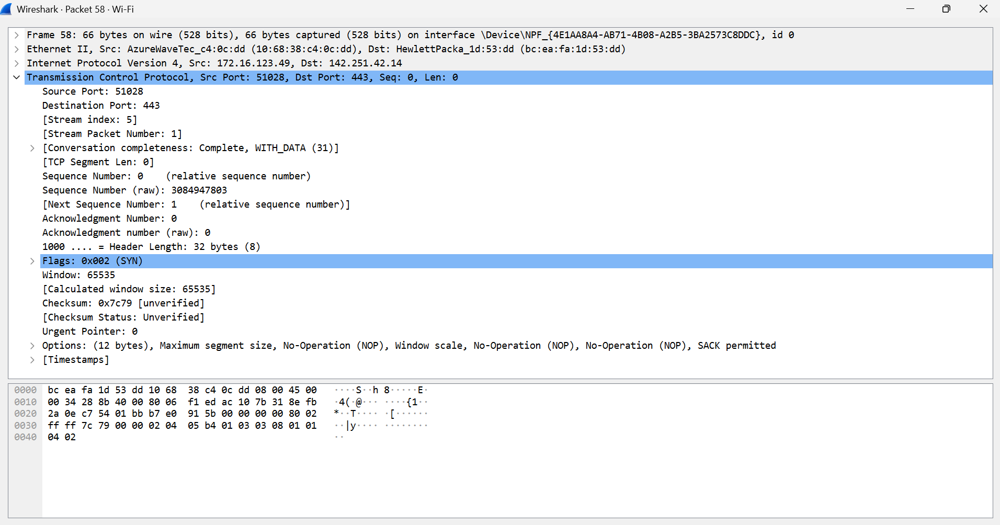 Wireshark · Packet 58 · Wi-Fi
Frame 58: 66 bytes on wire (528 bits), 66 bytes captured (528 bits) on interface \Device\NPF_{4E1AA8A4-AB71-4B08-A2B5-3BA2573C8DDC}, id 0
Ethernet II, Src: AzureWaveTec_c4:0c:dd (10:68:38:c4:0c:dd), Dst: HewlettPacka_1d:53:dd (bc:ea:fa:1d:53:dd)
Internet Protocol Version 4, Src: 172.16.123.49, Dst: 142.251.42.14
Transmission Control Protocol, Src Port: 51028, Dst Port: 443, Seq: 0, Len: 0
Source Port: 51028
Destination Port: 443
[Stream index: 5]
[Stream Packet Number: 1]
[Conversation completeness: Complete, WITH_DATA (31)]
[TCP Segment Len: 0]
Sequence Number: 0    (relative sequence number)
Sequence Number (raw): 3084947803
[Next Sequence Number: 1    (relative sequence number)]
Acknowledgment Number: 0
Acknowledgment number (raw): 0
1000 .... = Header Length: 32 bytes (8)
Flags: 0x002 (SYN)
Window: 65535
[Calculated window size: 65535]
Checksum: 0x7c79 [unverified]
[Checksum Status: Unverified]
Urgent Pointer: 0
Options: (12 bytes), Maximum segment size, No-Operation (NOP), Window scale, No-Operation (NOP), No-Operation (NOP), SACK permitted
[Timestamps]
0000 bc ea fa 1d 53 dd 10 68 38 c4 0c dd 08 00 45 00 ····S··h 8·····E·
0010 00 34 28 8b 40 00 80 06 f1 ed ac 10 7b 31 8e fb ·4(·@··· ····{1··
0020 2a 0e c7 54 01 bb b7 e0 91 5b 00 00 00 00 80 02 *··T···· ·[······
0030 ff ff 7c 79 00 00 02 04 05 b4 01 03 03 08 01 01 ··|y···· ········
0040 04 02 ··